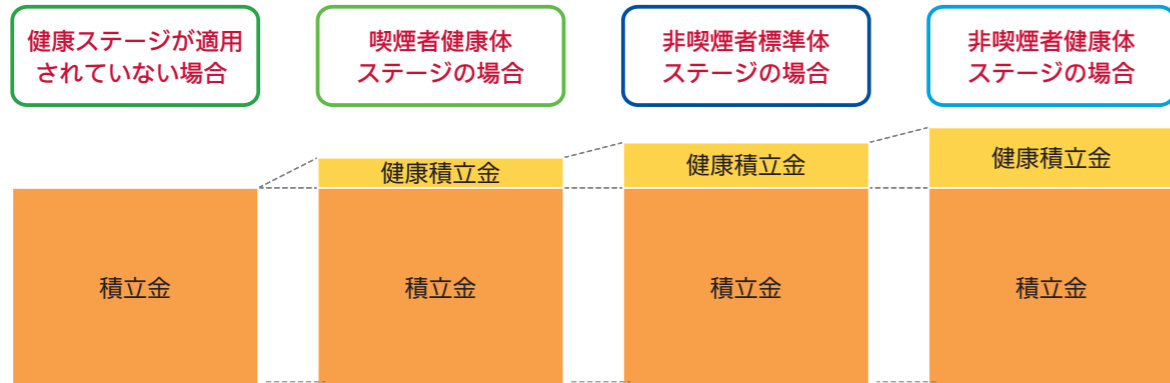 健康ステージが適用
されていない場合
喫煙者健康体
ステージの場合
非喫煙者標準体
ステージの場合
非喫煙者健康体
ステージの場合
健康積立金
健康積立金
健康積立金
積立金
積立金
積立金
積立金